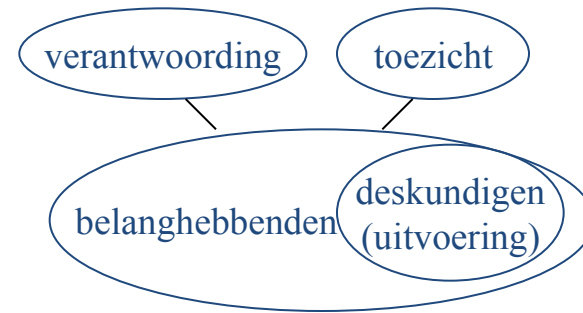 verantwoording
toezicht
belanghebbenden
deskundigen
(uitvoering)